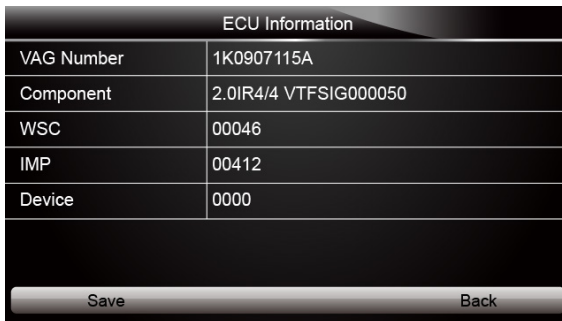 ECU Information
VAG Number 1K0907115A
Component 2.0IR4/4 VTFSIG000050
WSC 00046
IMP 00412
Device 0000
Save Back